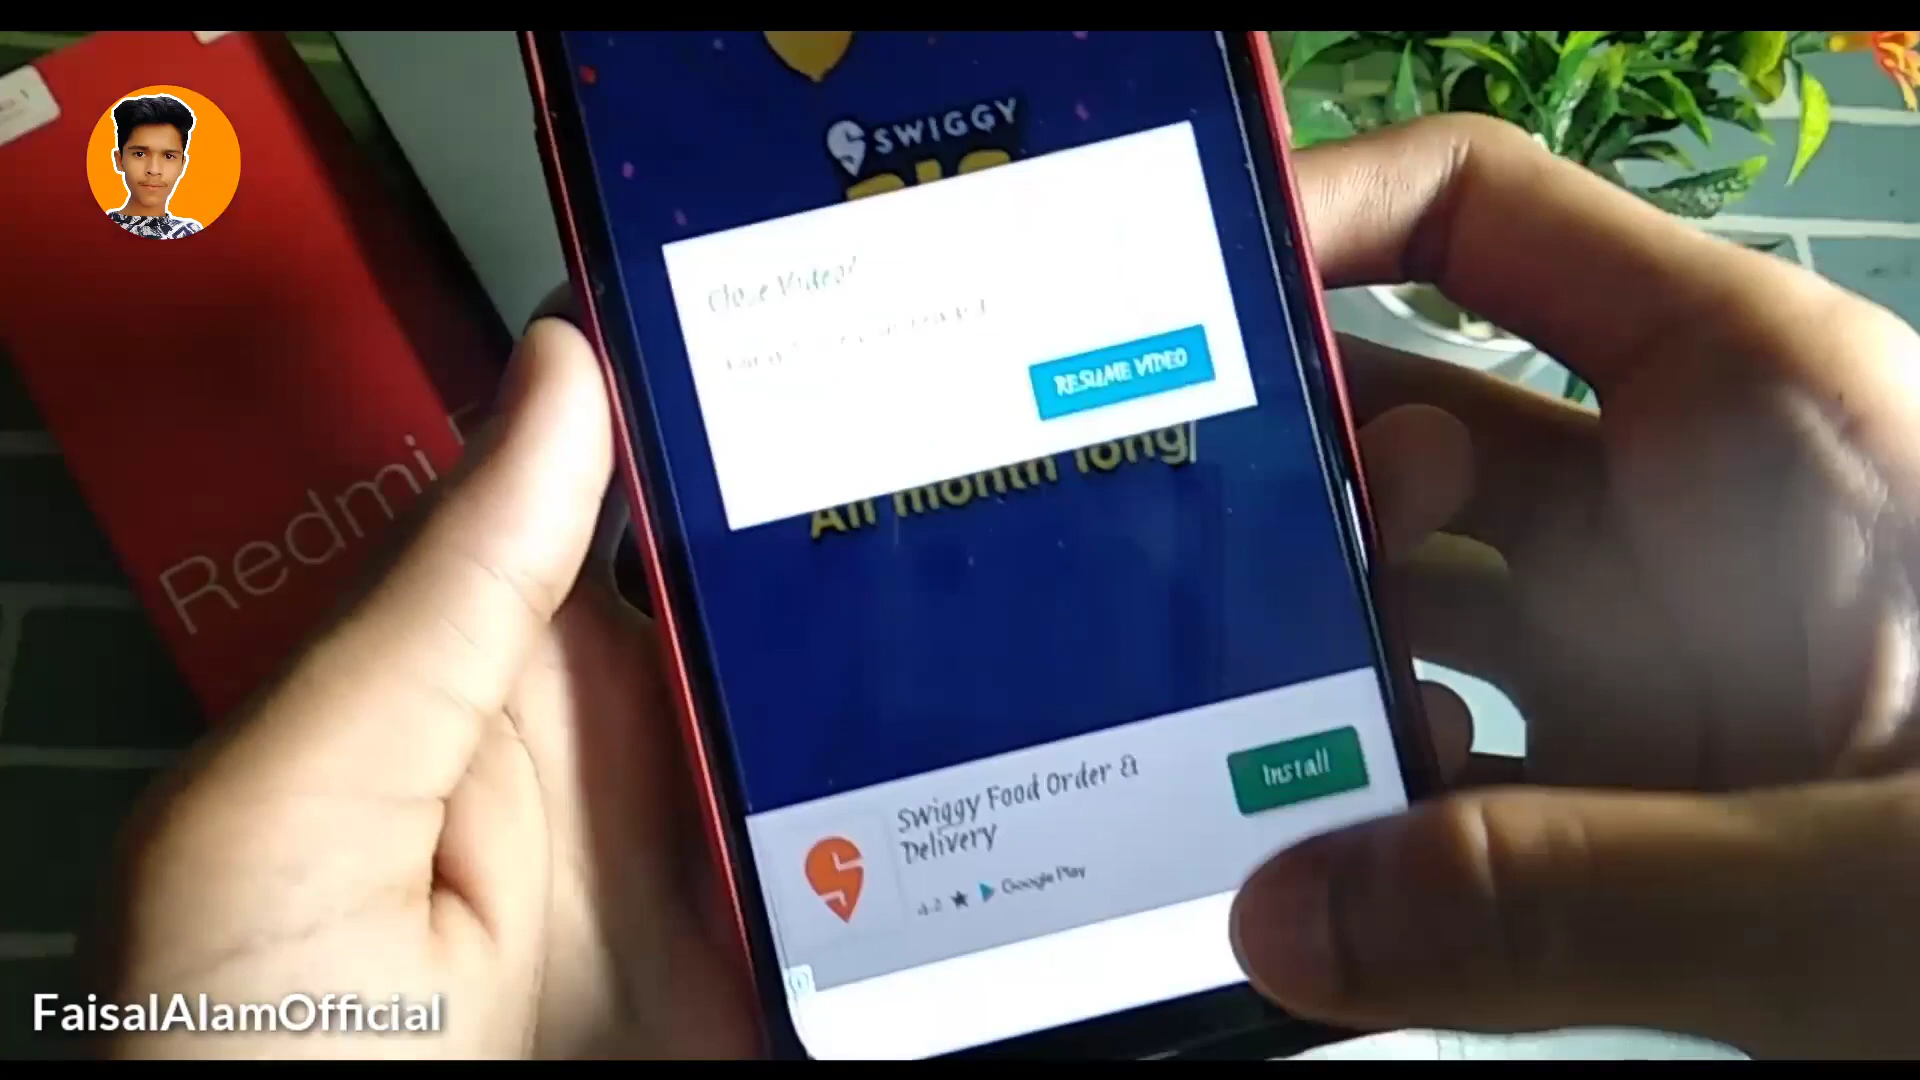 SWIGGY
Close Video?
RESUME VIDEO
All month long
Redmi
Swiggy Food Order &
Delivery
Install
Google Play
FaisalAlamOfficial